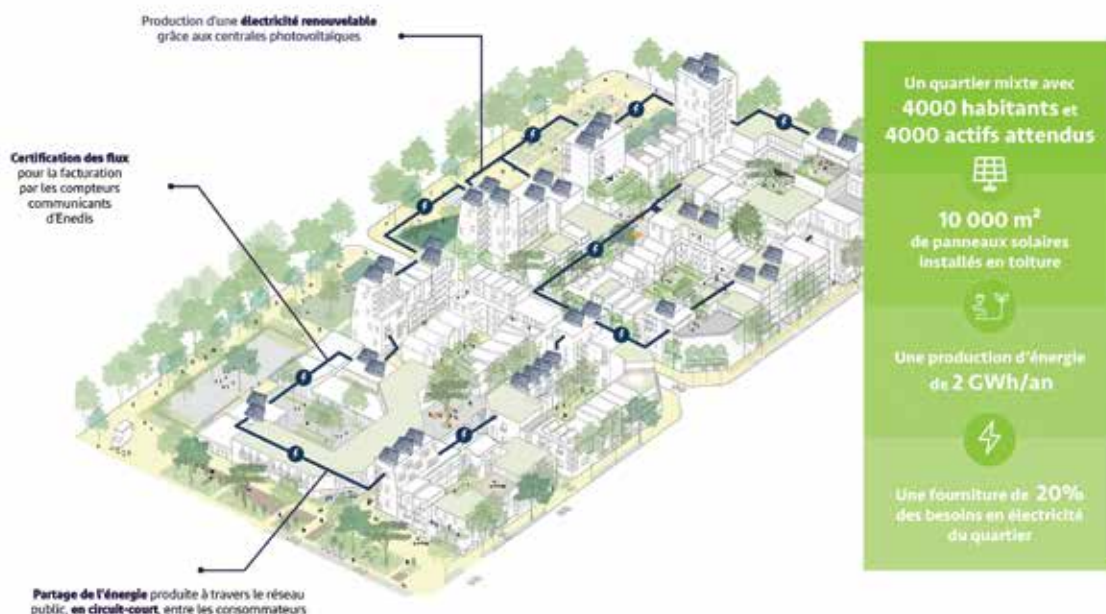 Production d'une électricité renouvelable
grâce aux centrales photovoltaïques
Certification des flux
pour la facturation
par les compteurs
communicants
d'Enedis
Partage de l'énergie produite à travers le réseau
public, en circuit-court, entre les consommateurs
Un quartier mixte avec
4000 habitants et
4000 actifs attendus
10 000 m²
de panneaux solaires
installés en toiture
Une production d'énergie
de 2 GWh/an
Une fourniture de 20%
des besoins en électricité
du quartier